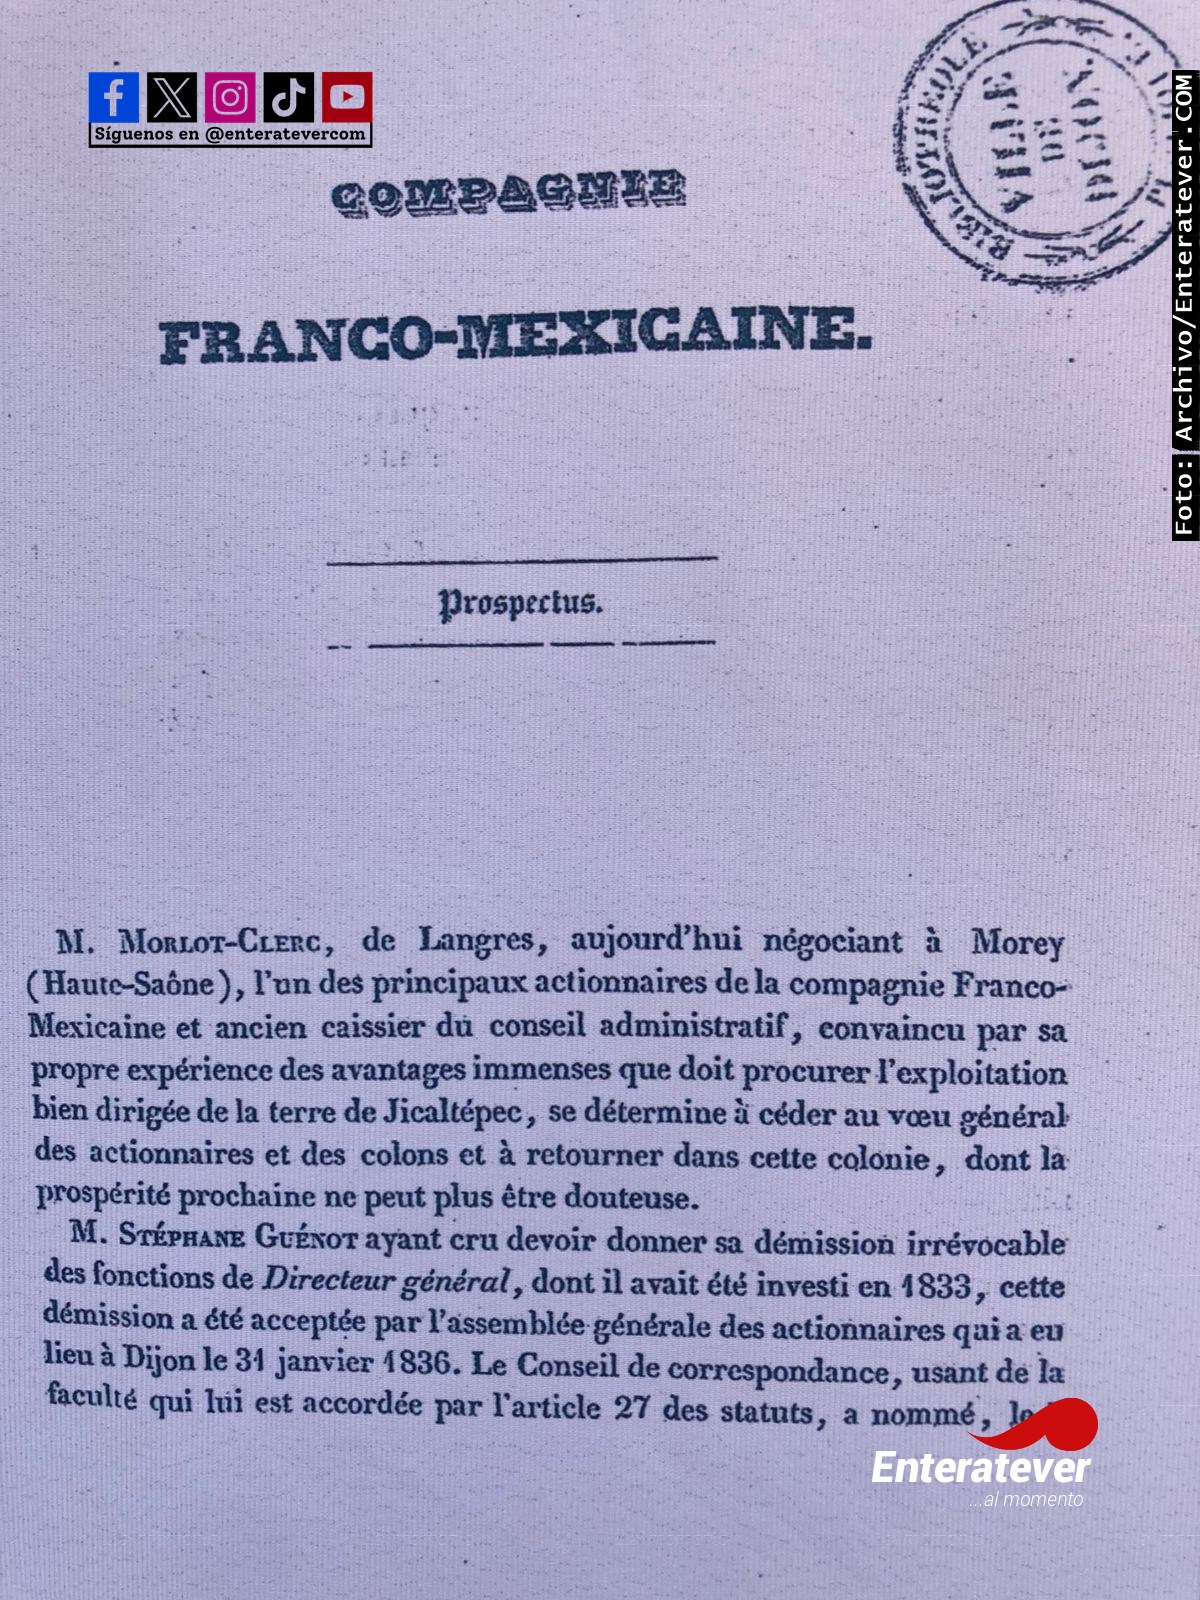 Síguenos en @enteratevercom
COMPAGNIE
FRANCO-MEXICAINE.
BIBLIOTHEQUE
VILLE
DE
DIJON
Foto: Archivo/Enteratever.COM
Prospectus.
M. MORLOT-CLERC, de Langres, aujourd'hui négociant à Morey
(Haute-Saône), l'un des principaux actionnaires de la compagnie Franco-
Mexicaine et ancien caissier du conseil administratif, convaincu par sa
propre expérience des avantages immenses que doit procurer l'exploitation
bien dirigée de la terre de Jicaltépec, se détermine à céder au vœu général
des actionnaires et des colons et à retourner dans cette colonie, dont la
prospérité prochaine ne peut plus être douteuse.
M. STÉPHANE GUÉNOT ayant cru devoir donner sa démission irrévocable
des fonctions de Directeur général, dont il avait été investi en 1833, cette
démission a été acceptée par l'assemblée générale des actionnaires qui a eu
lieu à Dijon le 31 janvier 1836. Le Conseil de correspondance, usant de la
faculté qui lui est accordée par l'article 27 des statuts, a nommé, le
Enteratever
...al momento